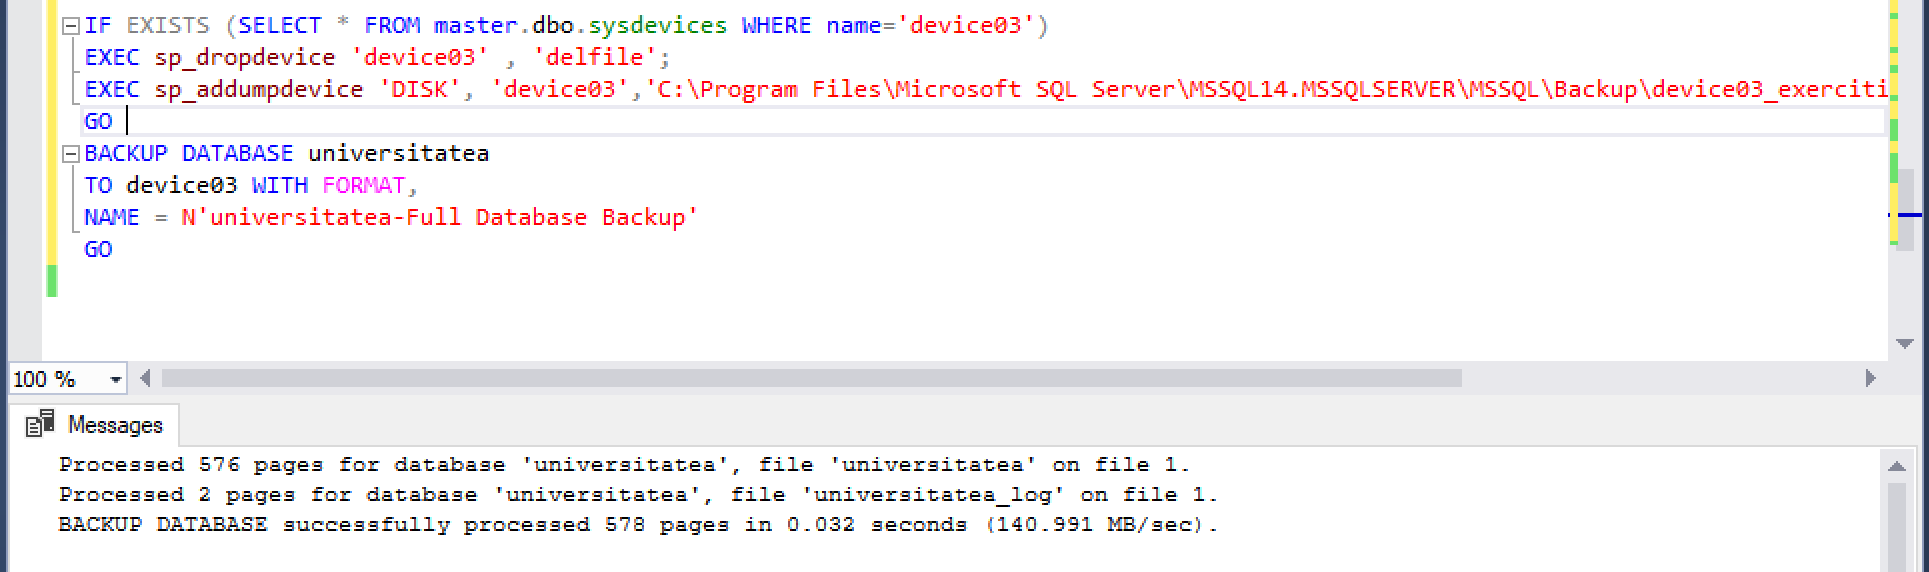 IF EXISTS (SELECT * FROM master.dbo.sysdevices WHERE name='device03')
EXEC sp_dropdevice 'device03' , 'delfile';
EXEC sp_addumpdevice 'DISK', 'device03','C:\Program Files\Microsoft SQL Server\MSSQL14.MSSQLSERVER\MSSQL\Backup\device03_exerciti
GO
BACKUP DATABASE universitatea
TO device03 WITH FORMAT,
NAME = N'universitatea-Full Database Backup'
GO
100 %
Messages
Processed 576 pages for database 'universitatea', file 'universitatea' on file 1.
Processed 2 pages for database 'universitatea', file 'universitatea_log' on file 1.
BACKUP DATABASE successfully processed 578 pages in 0.032 seconds (140.991 MB/sec).